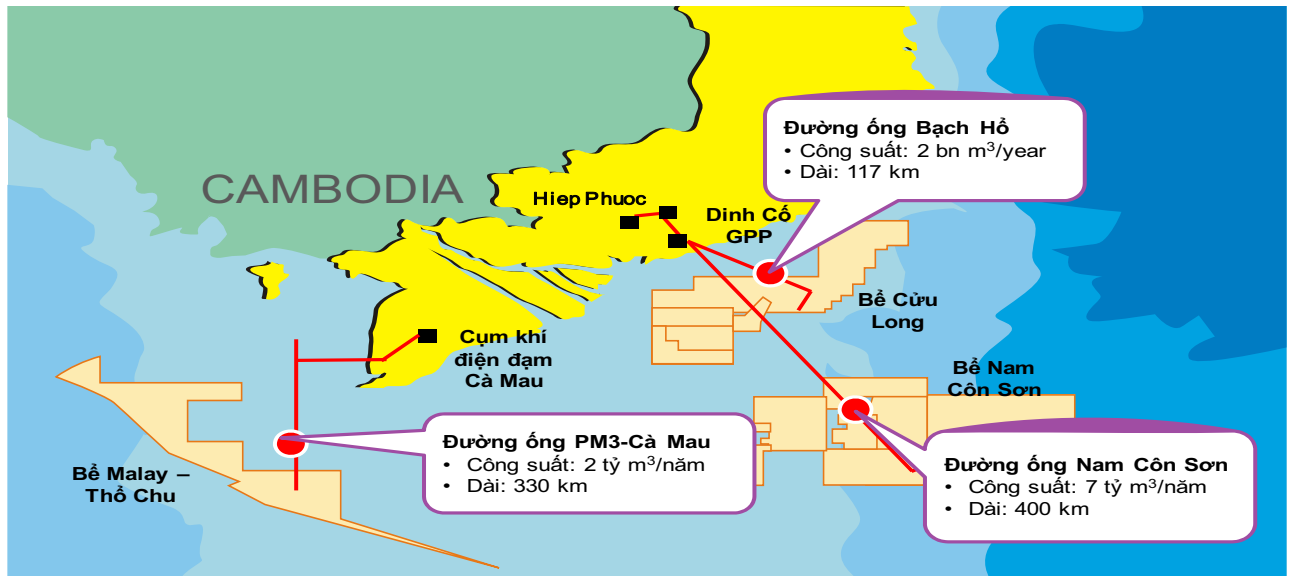 Đường ống Bạch Hổ
• Công suất: 2 bn m³/year
• Dài: 117 km
CAMBODIA
Hiep Phuoc
Dinh Cố
GPP
Bể Cửu
Long
Cụm khí
điện đạm
Cà Mau
Bể Nam
Côn Sơn
Đường ống PM3-Cà Mau
• Công suất: 2 tỷ m³/năm
• Dài: 330 km
Bể Malay –
Thổ Chu
Đường ống Nam Côn Sơn
• Công suất: 7 tỷ m³/năm
• Dài: 400 km